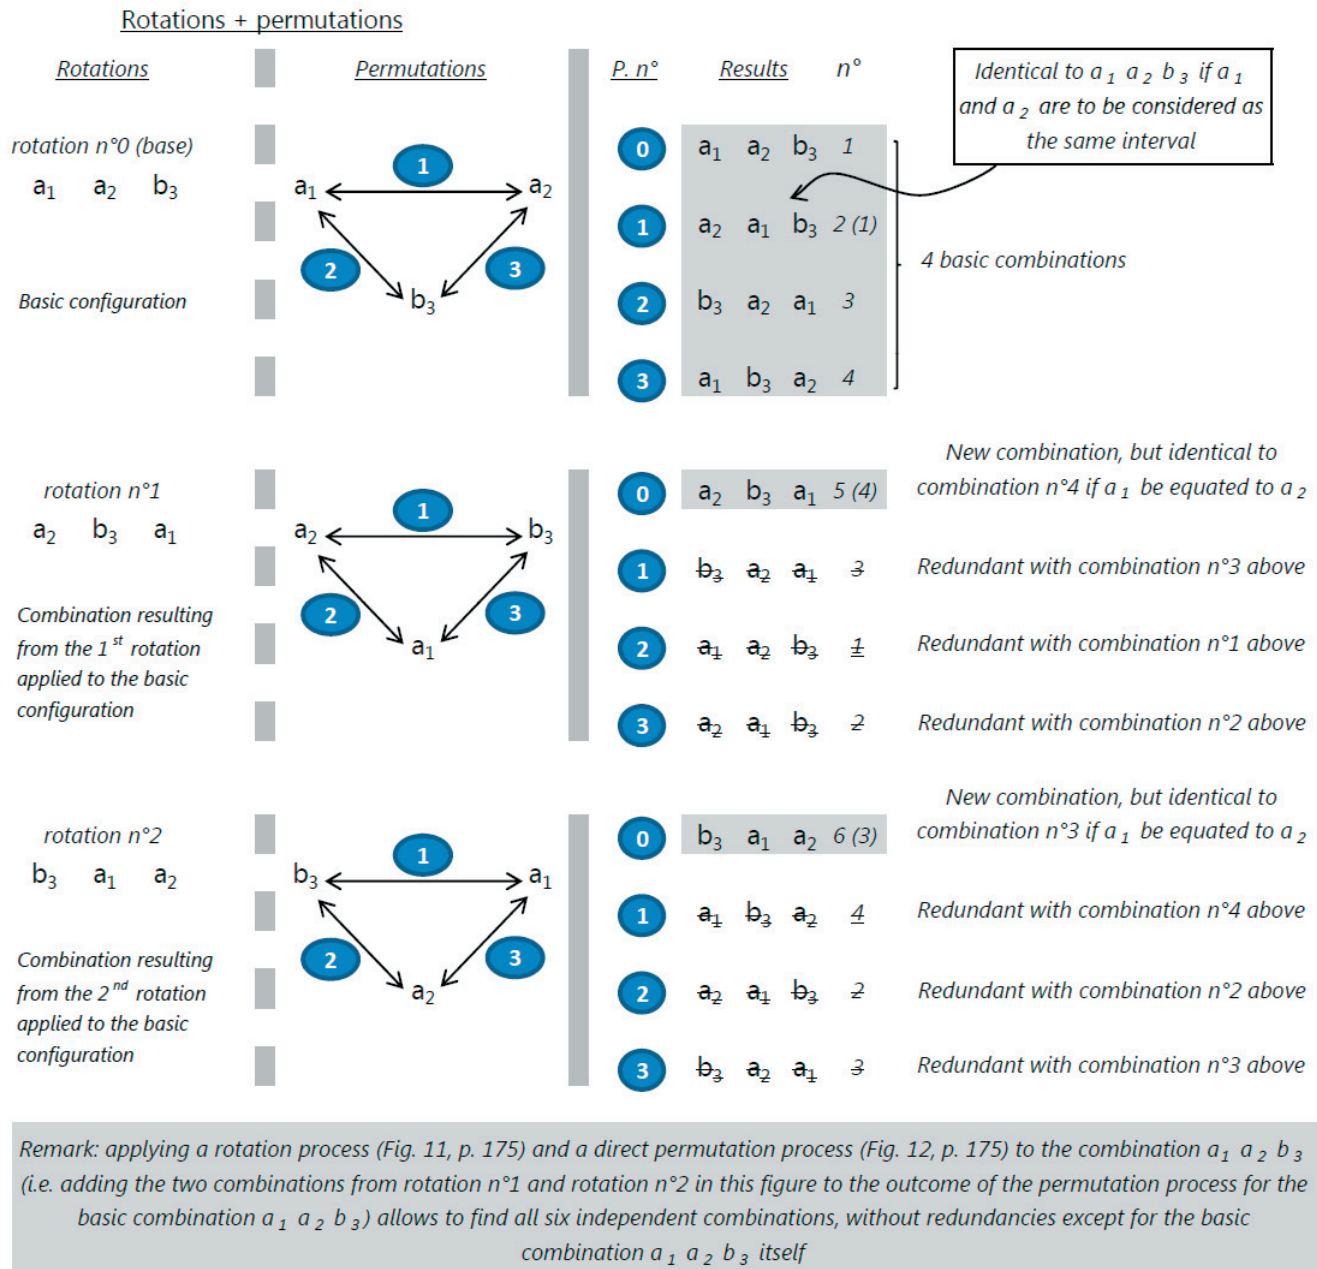 Rotations + permutations
Rotations
Permutations
P. n°
Results
n°
Identical to a₁ a₂ b₃ if a₁
and a₂ are to be considered as
the same interval
rotation n°0 (base)
a₁ a₂ b₃
Basic configuration
1
a₁
a₂
2
3
b₃
0 a₁ a₂ b₃ 1
1 a₂ a₁ b₃ 2 (1)
2 b₃ a₂ a₁ 3
3 a₁ b₃ a₂ 4
4 basic combinations
rotation n°1
a₂ b₃ a₁
Combination resulting
from the 1st rotation
applied to the basic
configuration
1
a₂
b₃
2
3
a₁
New combination, but identical to
0 a₂ b₃ a₁ 5 (4)
combination n°4 if a₁ be equated to a₂
1 b₃ a₂ a₁ 3 Redundant with combination n°3 above
2 a₁ a₂ b₃ 1 Redundant with combination n°1 above
3 a₂ a₁ b₃ 2 Redundant with combination n°2 above
rotation n°2
b₃ a₁ a₂
Combination resulting
from the 2nd rotation
applied to the basic
configuration
1
b₃
a₁
2
3
a₂
New combination, but identical to
0 b₃ a₁ a₂ 6 (3)
combination n°3 if a₁ be equated to a₂
1 a₁ b₃ a₂ 4 Redundant with combination n°4 above
2 a₂ a₁ b₃ 2 Redundant with combination n°2 above
3 b₃ a₂ a₁ 3 Redundant with combination n°3 above
Remark: applying a rotation process (Fig. 11, p. 175) and a direct permutation process (Fig. 12, p. 175) to the combination a₁ a₂ b₃
(i.e. adding the two combinations from rotation n°1 and rotation n°2 in this figure to the outcome of the permutation process for the
basic combination a₁ a₂ b₃) allows to find all six independent combinations, without redundancies except for the basic
combination a₁ a₂ b₃ itself